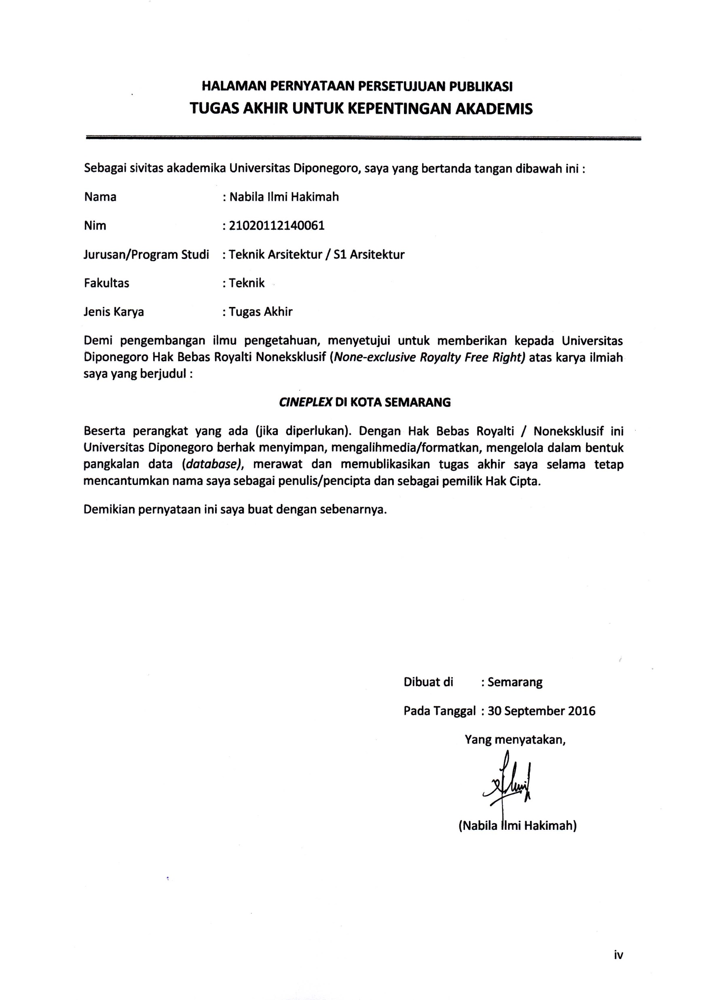 HALAMAN PERNYATAAN PERSETUJUAN PUBLIKASI
TUGAS AKHIR UNTUK KEPENTINGAN AKADEMIS
Sebagai sivitas akademika Universitas Diponegoro, saya yang bertanda tangan dibawah ini :
Nama : Nabila Ilmi Hakimah
Nim : 21020112140061
Jurusan/Program Studi : Teknik Arsitektur / S1 Arsitektur
Fakultas : Teknik
Jenis Karya : Tugas Akhir
Demi pengembangan ilmu pengetahuan, menyetujui untuk memberikan kepada Universitas
Diponegoro Hak Bebas Royalti Noneksklusif (None-exclusive Royalty Free Right) atas karya ilmiah
saya yang berjudul :
CINEPLEX DI KOTA SEMARANG
Beserta perangkat yang ada (jika diperlukan). Dengan Hak Bebas Royalti / Noneksklusif ini
Universitas Diponegoro berhak menyimpan, mengalihmedia/formatkan, mengelola dalam bentuk
pangkalan data (database), merawat dan memublikasikan tugas akhir saya selama tetap
mencantumkan nama saya sebagai penulis/pencipta dan sebagai pemilik Hak Cipta.
Demikian pernyataan ini saya buat dengan sebenarnya.
Dibuat di : Semarang
Pada Tanggal : 30 September 2016
Yang menyatakan,
(Nabila Ilmi Hakimah)
iv